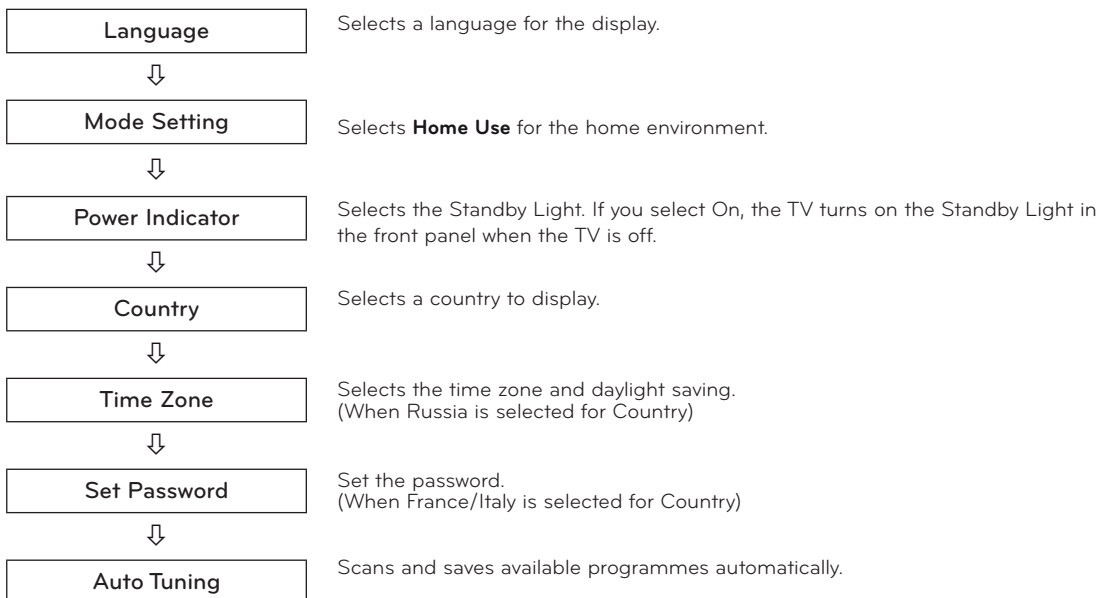 Language
Selects a language for the display.
Mode Setting
Selects Home Use for the home environment.
Power Indicator
Selects the Standby Light. If you select On, the TV turns on the Standby Light in
the front panel when the TV is off.
Country
Selects a country to display.
Time Zone
Selects the time zone and daylight saving.
(When Russia is selected for Country)
Set Password
Set the password.
(When France/Italy is selected for Country)
Auto Tuning
Scans and saves available programmes automatically.